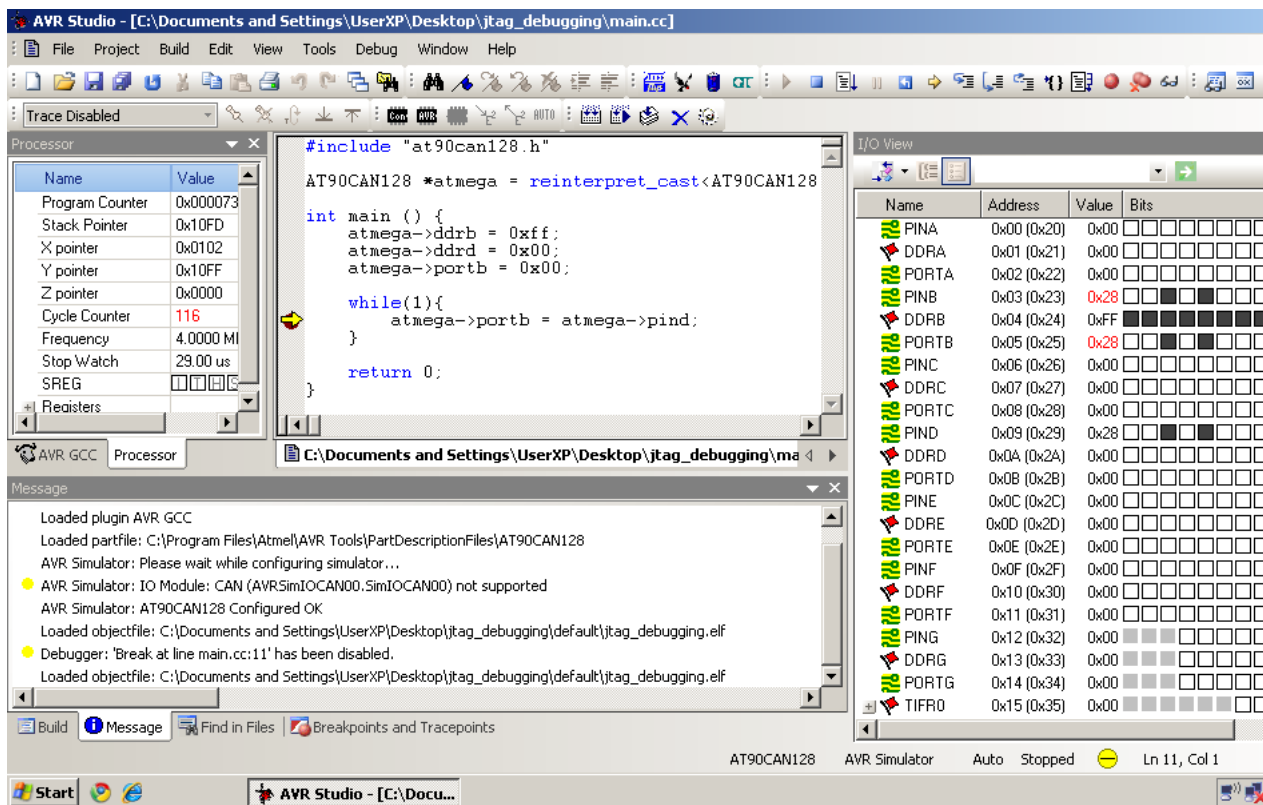 AVR Studio - [C:\Documents and Settings\UserXP\Desktop\jtag_debugging\main.cc]
File Project Build Edit View Tools Debug Window Help
Trace Disabled
Con AVR AUTO
Processor
Name Value
Program Counter 0x000073
Stack Pointer 0x10FD
X pointer 0x0102
Y pointer 0x10FF
Z pointer 0x0000
Cycle Counter 116
Frequency 4.0000 MI
Stop Watch 29.00 us
SREG I T H S
Registers
AVR GCC Processor
#include "at90can128.h"
AT90CAN128 *atmega = reinterpret_cast<AT90CAN128
int main () {
atmega->ddrb = 0xff;
atmega->ddrd = 0x00;
atmega->portb = 0x00;
while(1){
atmega->portb = atmega->pind;
}
return 0;
}
C:\Documents and Settings\UserXP\Desktop\jtag_debugging\ma
I/O View
Name Address Value Bits
PINA 0x00 (0x20) 0x00
DDRA 0x01 (0x21) 0x00
PORTA 0x02 (0x22) 0x00
PINB 0x03 (0x23) 0x28
DDRB 0x04 (0x24) 0xFF
PORTB 0x05 (0x25) 0x28
PINC 0x06 (0x26) 0x00
DDRC 0x07 (0x27) 0x00
PORTC 0x08 (0x28) 0x00
PIND 0x09 (0x29) 0x28
DDRD 0x0A (0x2A) 0x00
PORTD 0x0B (0x2B) 0x00
PINE 0x0C (0x2C) 0x00
DDRE 0x0D (0x2D) 0x00
PORTE 0x0E (0x2E) 0x00
PINF 0x0F (0x2F) 0x00
DDRF 0x10 (0x30) 0x00
PORTF 0x11 (0x31) 0x00
PING 0x12 (0x32) 0x00
DDRG 0x13 (0x33) 0x00
PORTG 0x14 (0x34) 0x00
TIFR0 0x15 (0x35) 0x00
Message
Loaded plugin AVR GCC
Loaded partfile: C:\Program Files\Atmel\AVR Tools\PartDescriptionFiles\AT90CAN128
AVR Simulator: Please wait while configuring simulator...
AVR Simulator: IO Module: CAN (AVRSimIOCAN00.SimIOCAN00) not supported
AVR Simulator: AT90CAN128 Configured OK
Loaded objectfile: C:\Documents and Settings\UserXP\Desktop\jtag_debugging\default\jtag_debugging.elf
Debugger: 'Break at line main.cc:11' has been disabled.
Loaded objectfile: C:\Documents and Settings\UserXP\Desktop\jtag_debugging\default\jtag_debugging.elf
Build Message Find in Files Breakpoints and Tracepoints
AT90CAN128 AVR Simulator Auto Stopped Ln 11, Col 1
Start AVR Studio - [C:\Docu...